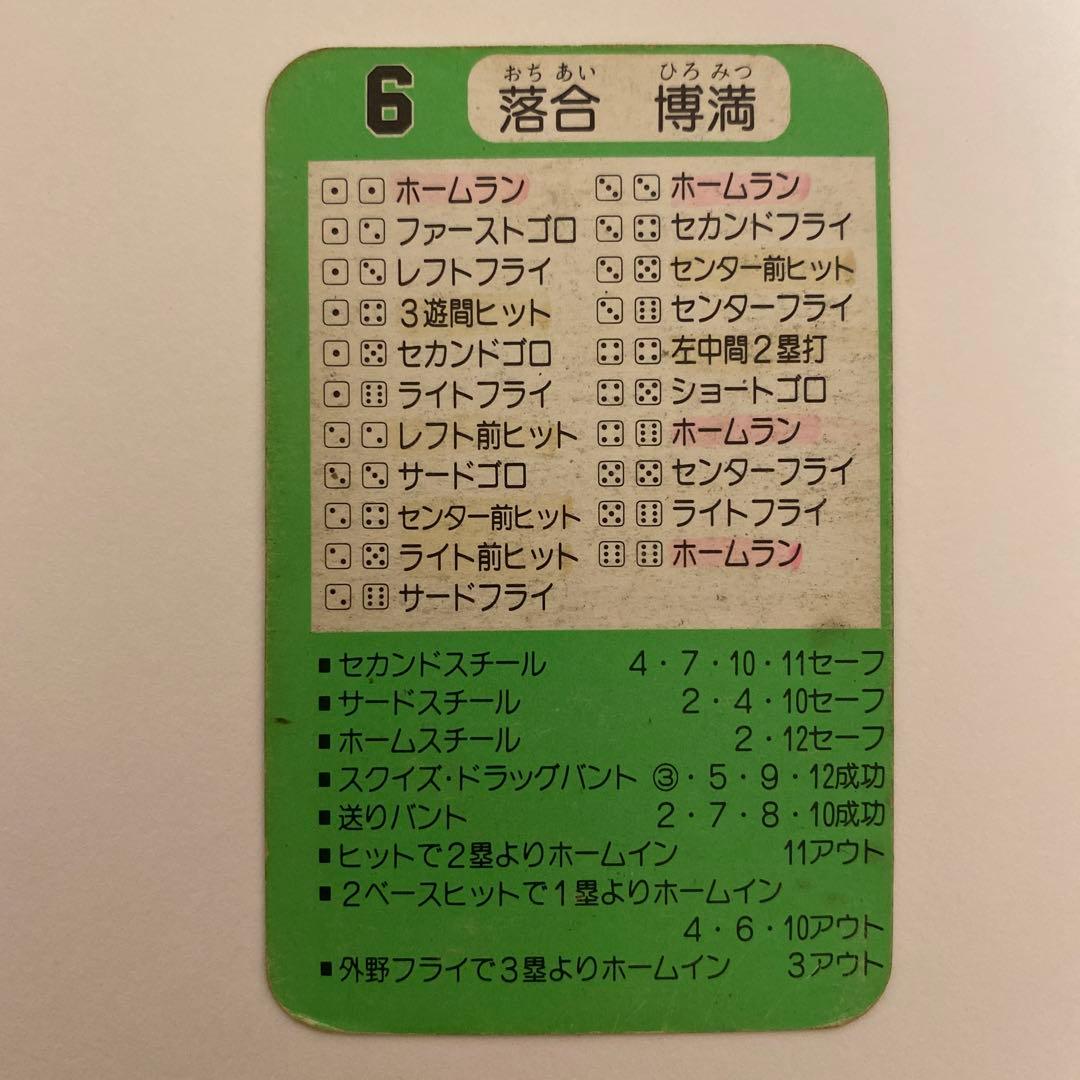 6
おちあい ひろみつ
落合 博満
ホームラン
ファーストゴロ
レフトフライ
3遊間ヒット
セカンドゴロ
ライトフライ
レフト前ヒット
サードゴロ
センター前ヒット
ライト前ヒット
サードフライ
ホームラン
セカンドフライ
センター前ヒット
センターフライ
左中間2塁打
ショートゴロ
ホームラン
センターフライ
ライトフライ
ホームラン
■セカンドスチール 4・7・10・11セーフ
■サードスチール 2・4・10セーフ
■ホームスチール 2・12セーフ
■スクイズ・ドラッグバント ③・5・9・12成功
■送りバント 2・7・8・10成功
■ヒットで2塁よりホームイン 11アウト
■2ベースヒットで1塁よりホームイン
4・6・10アウト
■外野フライで3塁よりホームイン 3アウト